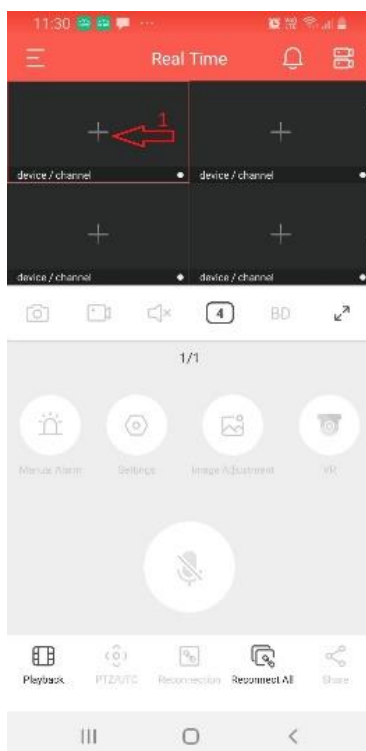 11:30
Real Time
1
device / channel
device / channel
device / channel
device / channel
4
BD
1/1
Manual Alarm
Settings
Image Adjustment
VR
Playback
PTZ/UTC
Reconnection
Reconnect All
Share